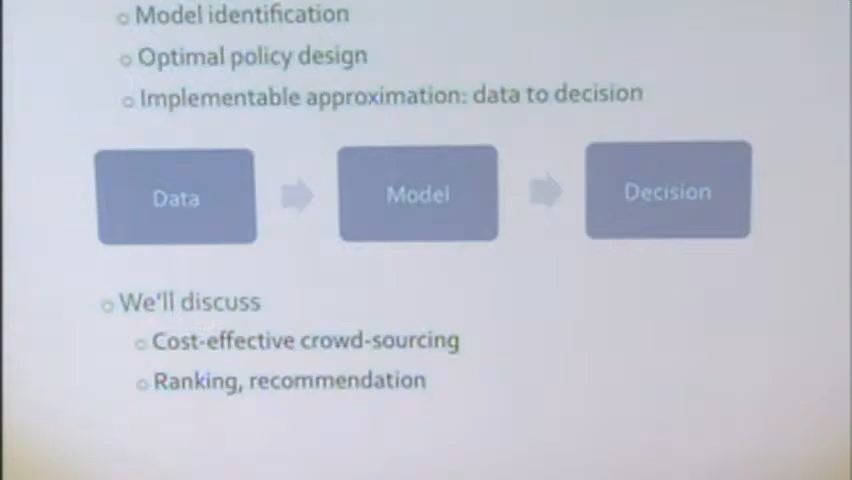 Model identification
Optimal policy design
Implementable approximation: data to decision
Data
Model
Decision
We'll discuss
Cost-effective crowd-sourcing
Ranking, recommendation